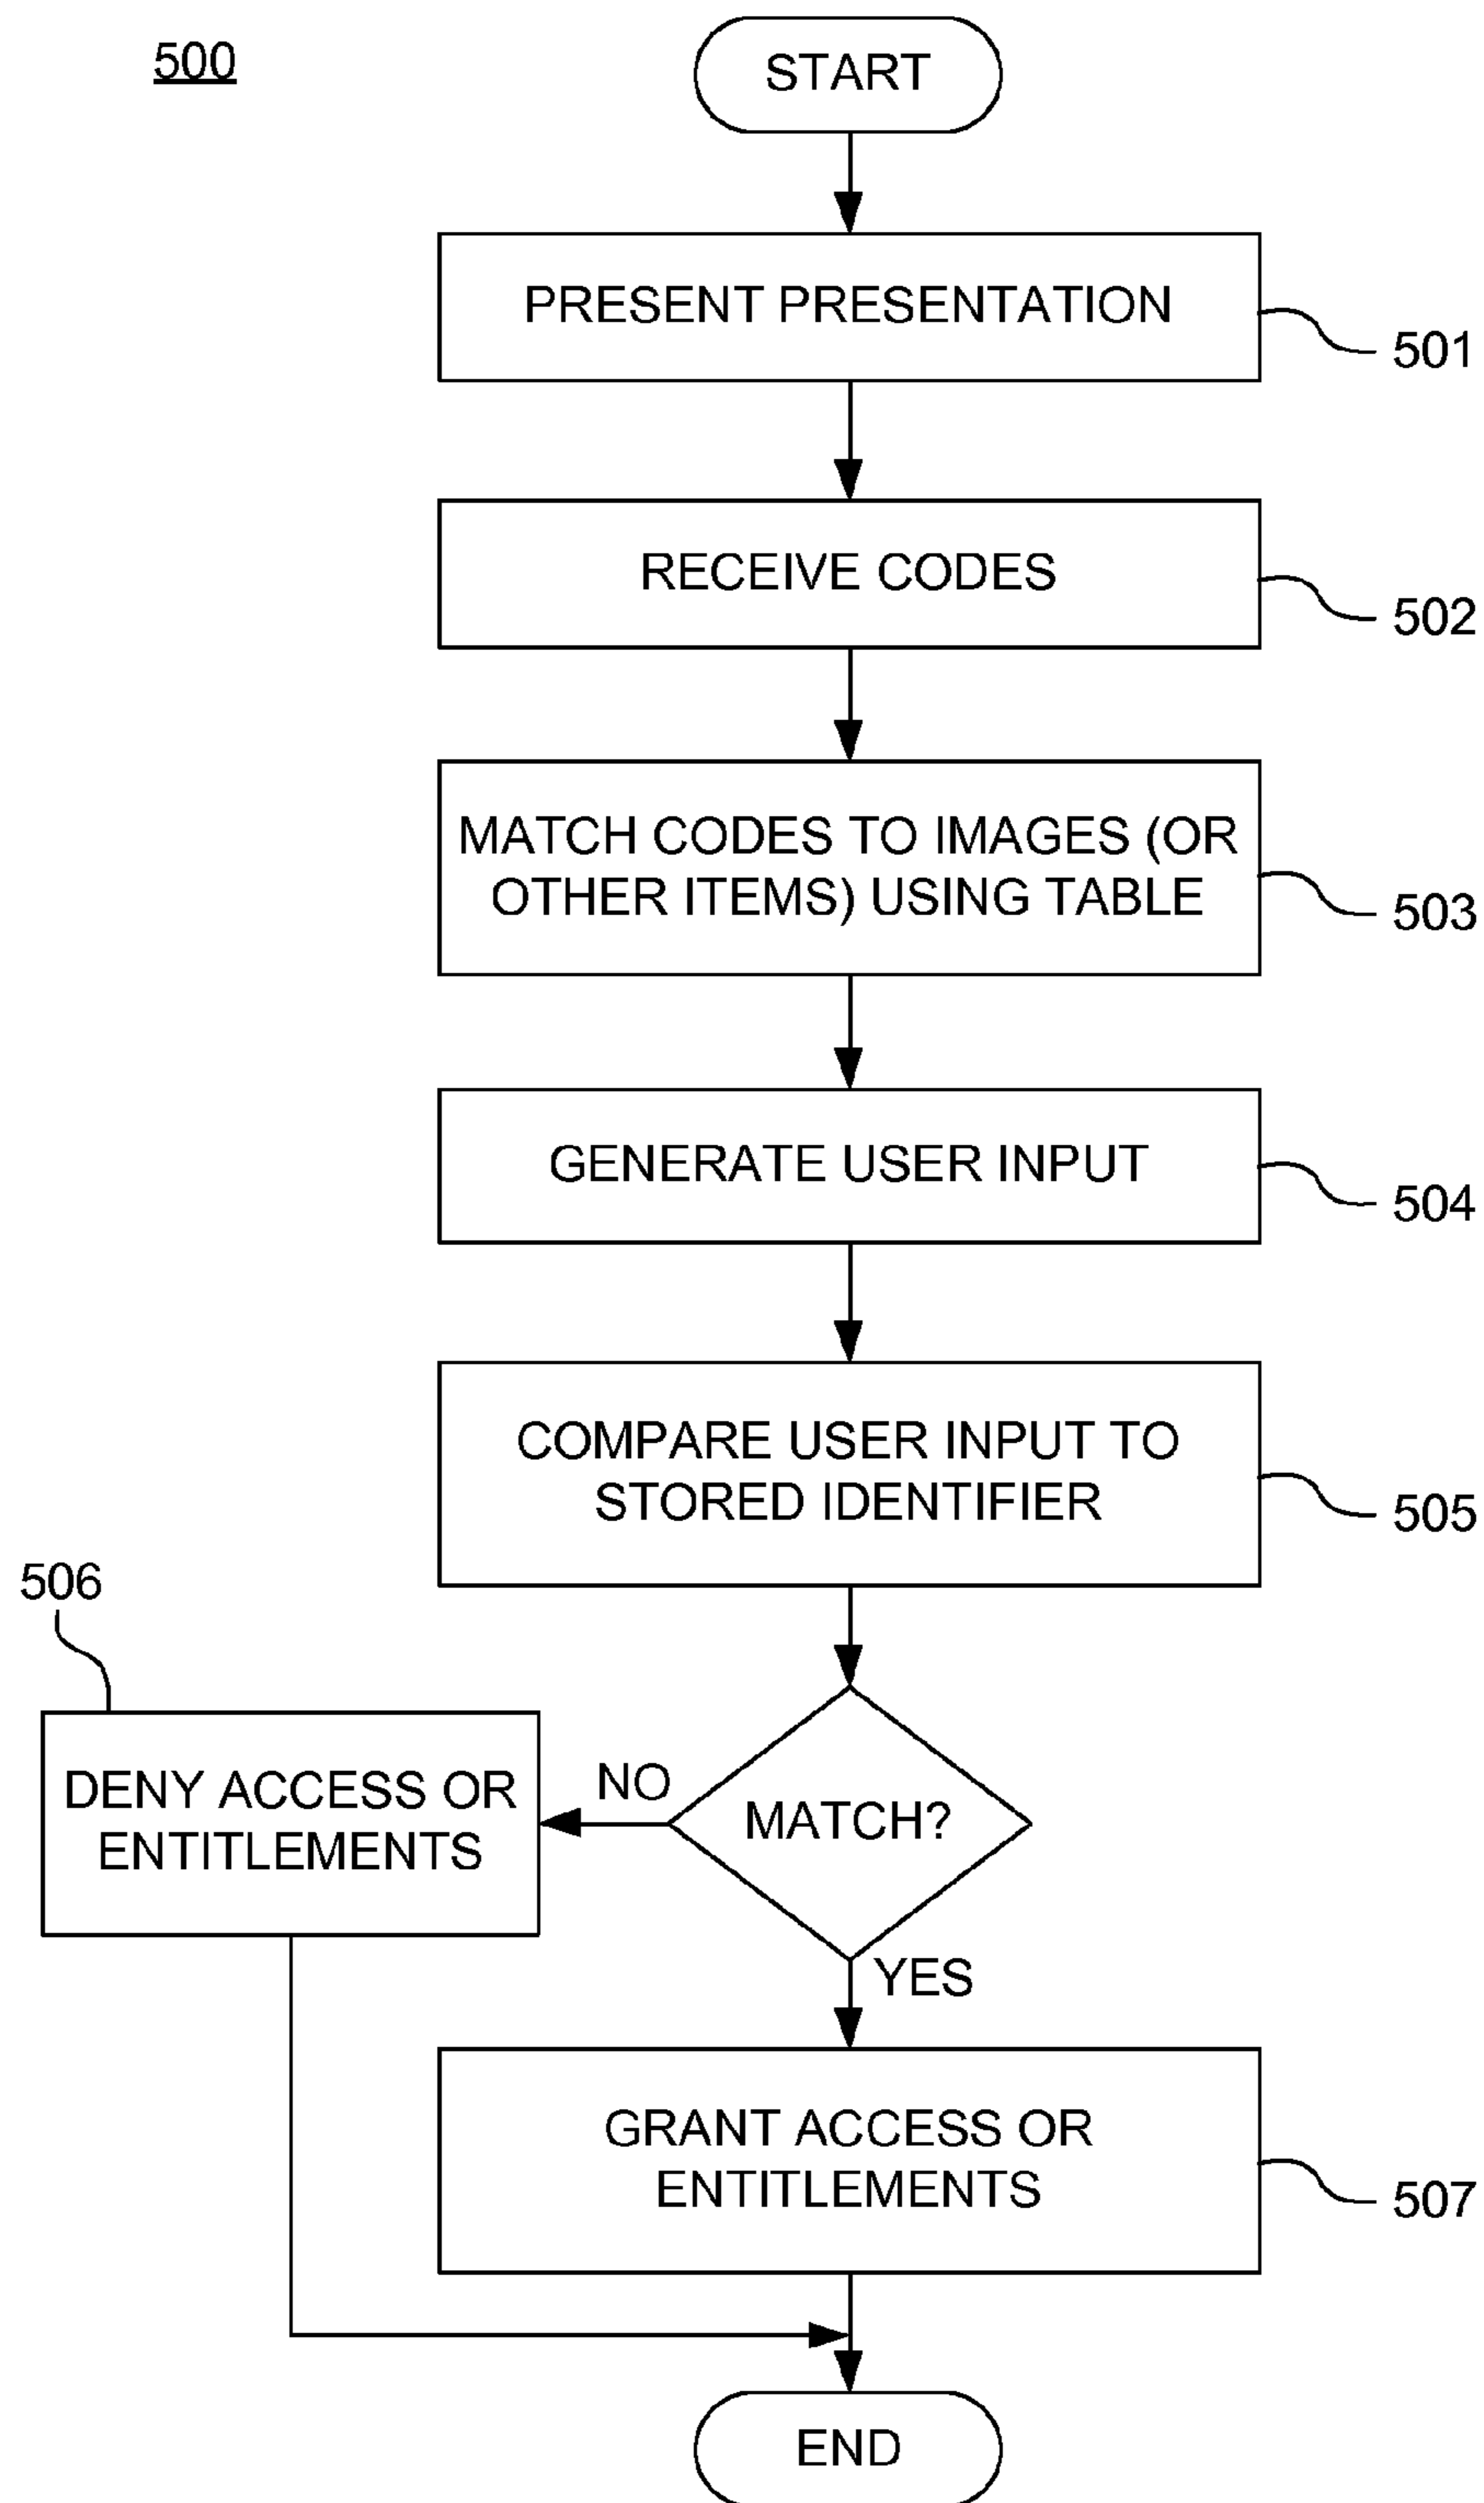 500
START
PRESENT PRESENTATION
501
RECEIVE CODES
502
MATCH CODES TO IMAGES (OR
OTHER ITEMS) USING TABLE
503
GENERATE USER INPUT
504
COMPARE USER INPUT TO
STORED IDENTIFIER
505
506
DENY ACCESS OR
ENTITLEMENTS
NO
MATCH?
YES
GRANT ACCESS OR
ENTITLEMENTS
507
END